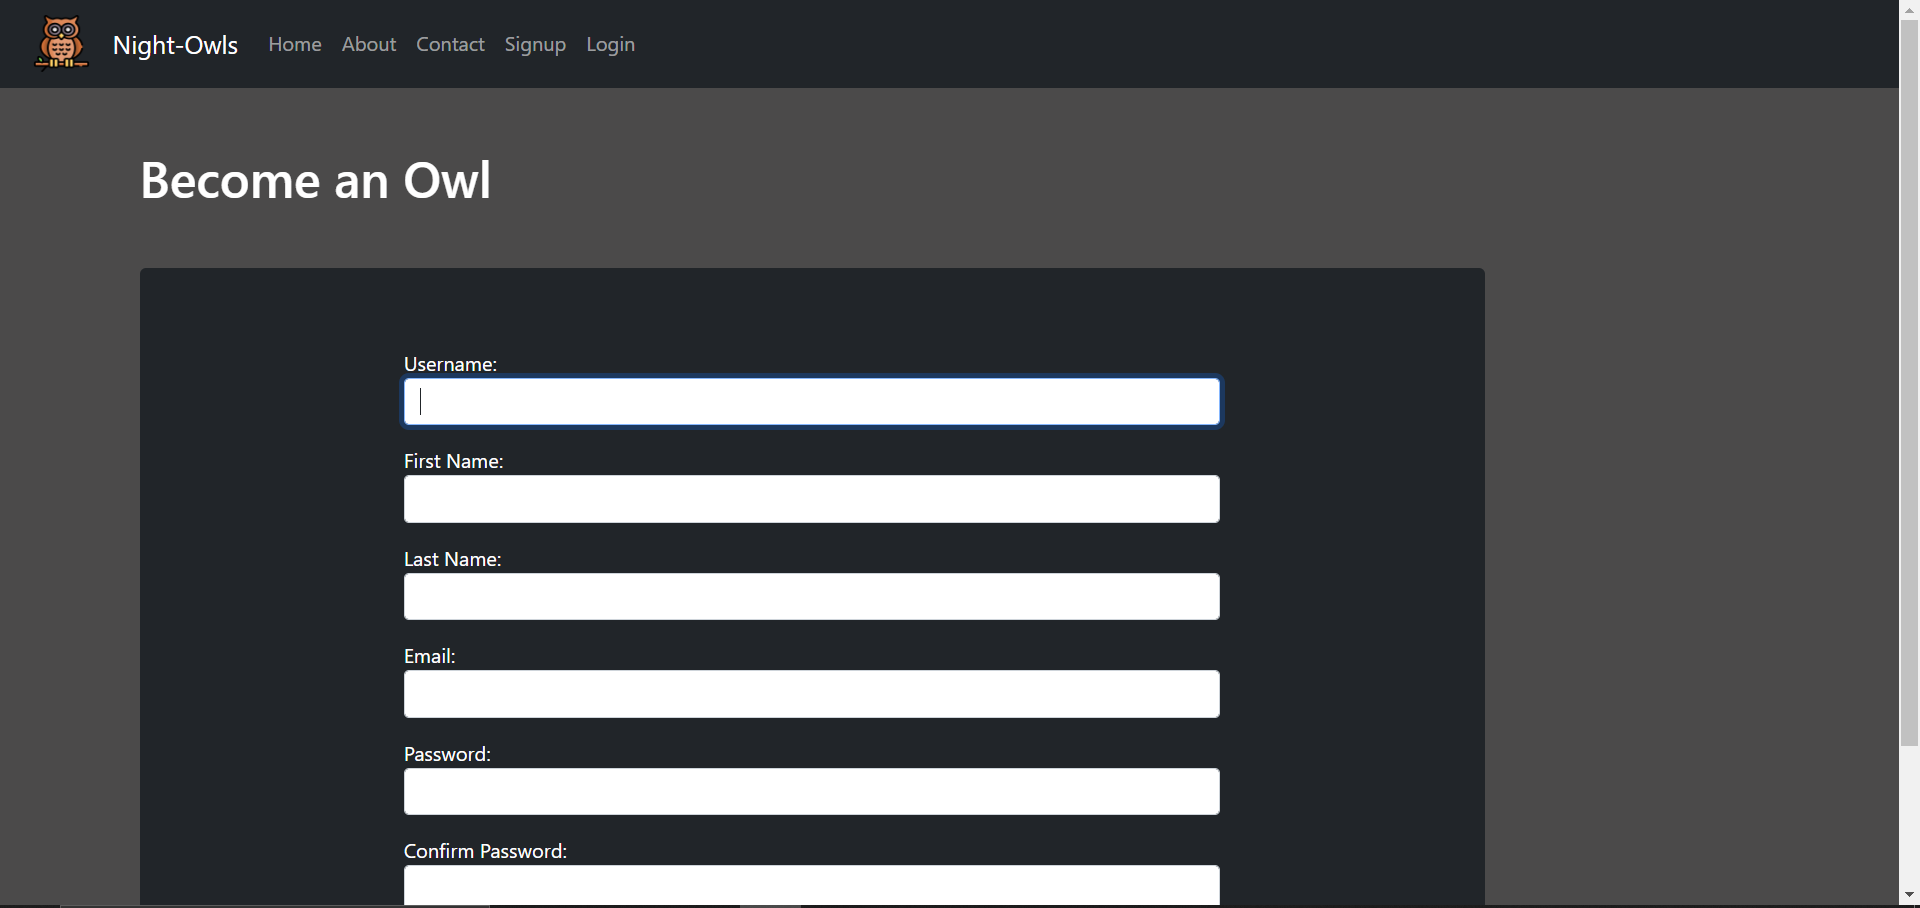 Night-Owls Home About Contact Signup Login
Become an Owl
Username:
First Name:
Last Name:
Email:
Password:
Confirm Password: